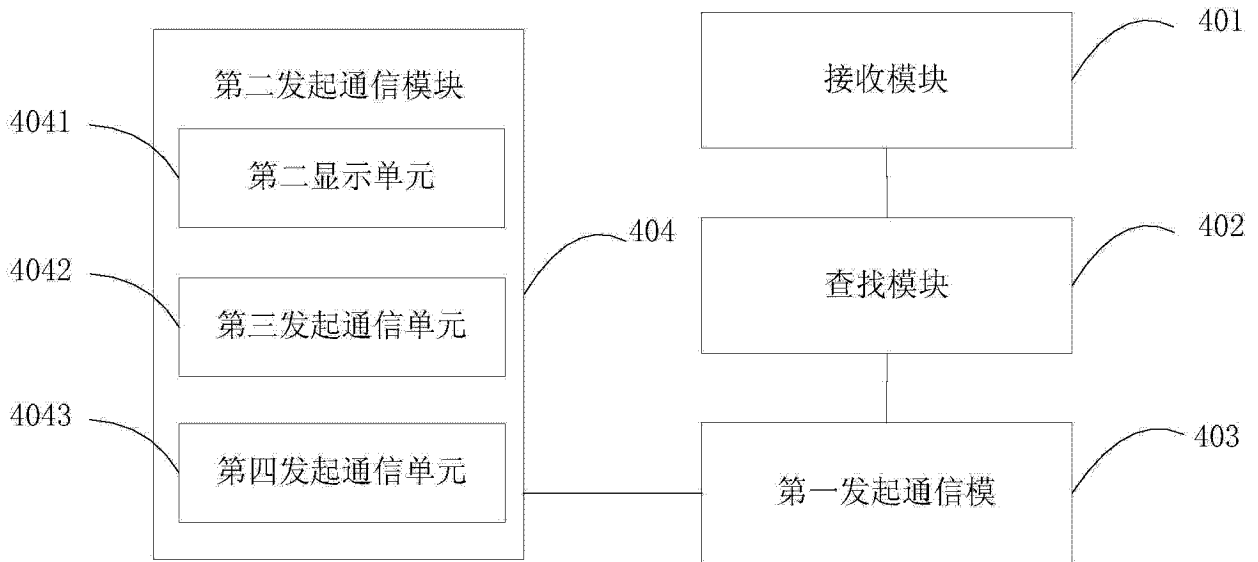 401
接收模块
第二发起通信模块
4041
第二显示单元
404
402
查找模块
4042
第三发起通信单元
4043
第四发起通信单元
403
第一发起通信模